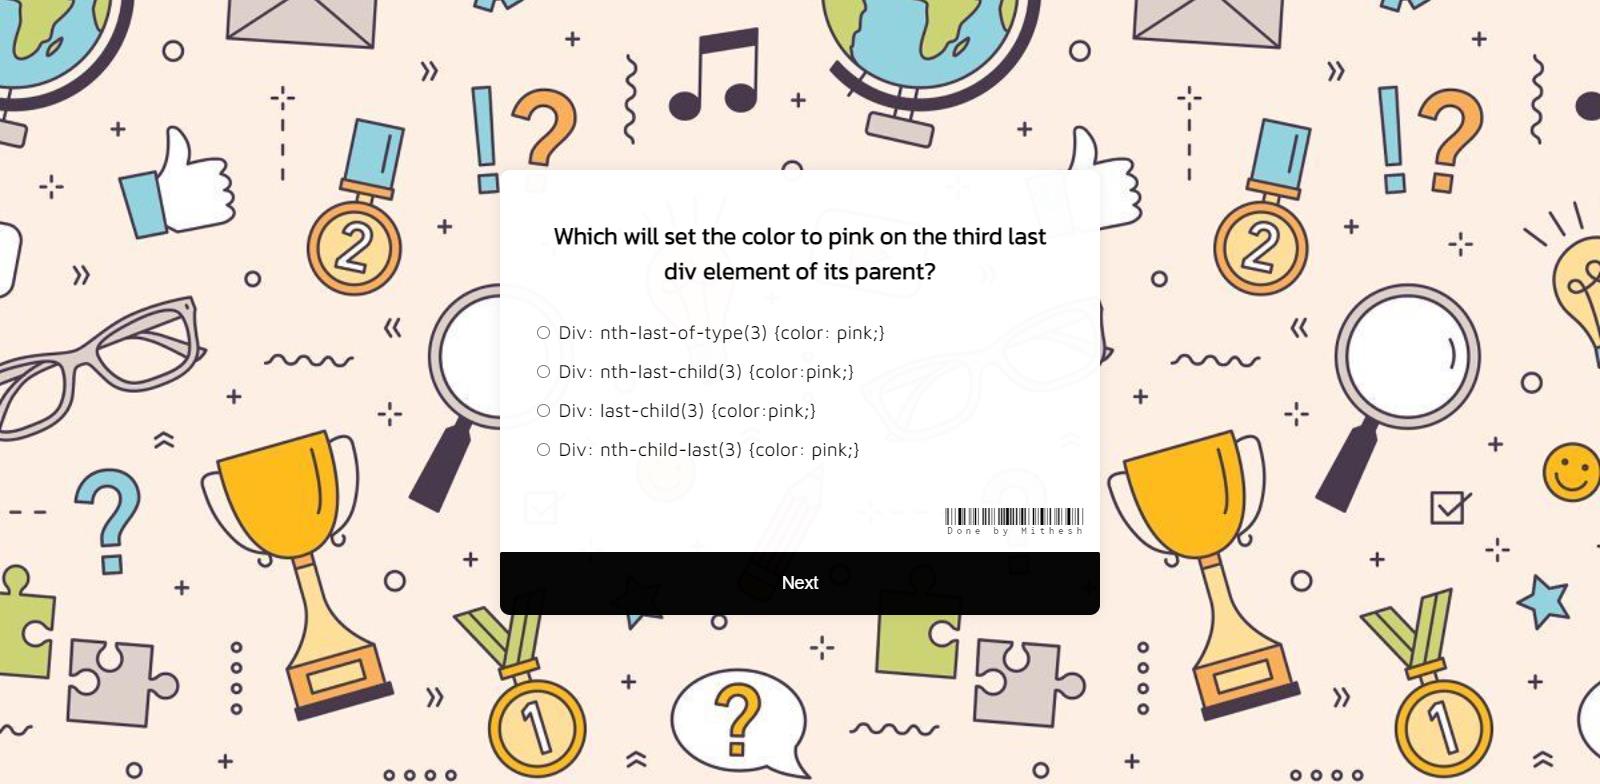 Which will set the color to pink on the third last
div element of its parent?
Div: nth-last-of-type(3) {color: pink;}
Div: nth-last-child(3) {color:pink;}
Div: last-child(3) {color:pink;}
Div: nth-child-last(3) {color: pink;}
Done by Mithesh
Next